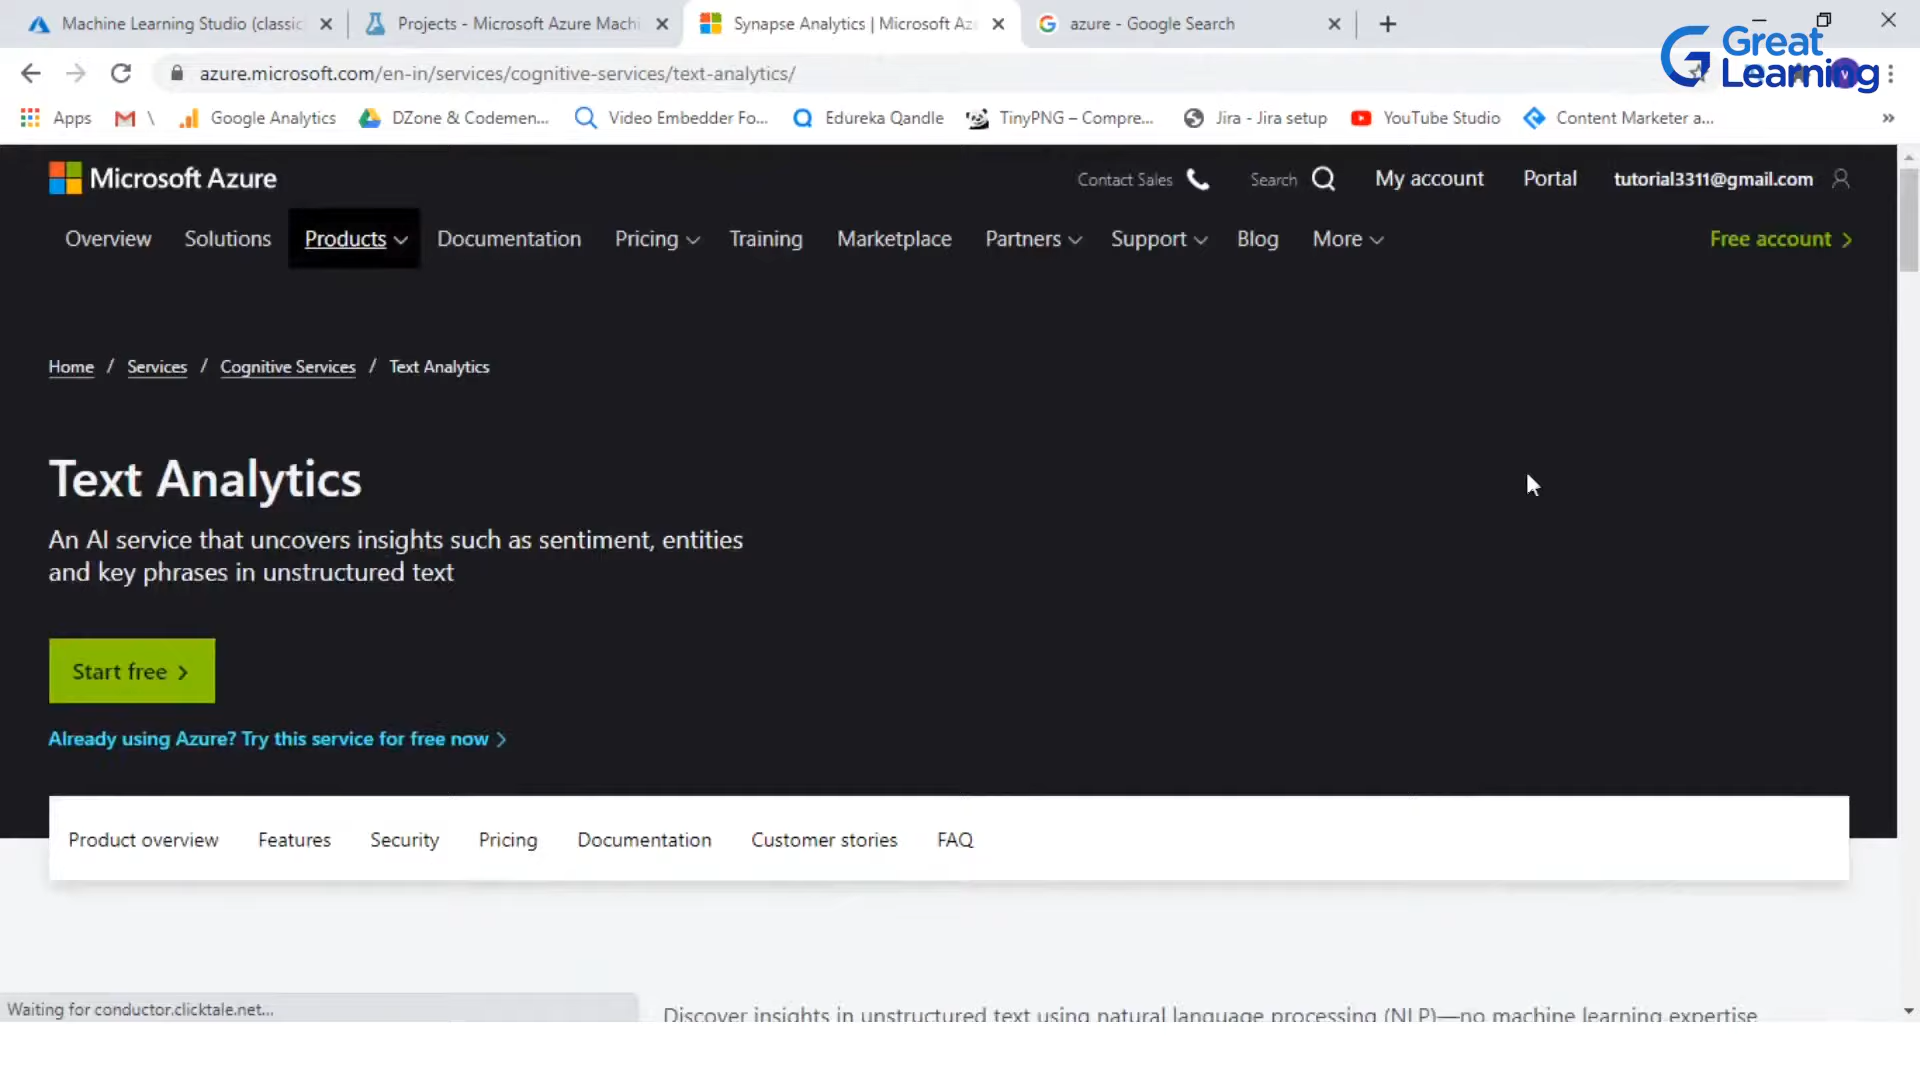 Machine Learning Studio (classic
Projects - Microsoft Azure Machi
Synapse Analytics | Microsoft Az
azure - Google Search
Great Learning
azure.microsoft.com/en-in/services/cognitive-services/text-analytics/
Apps
Google Analytics
DZone & Codemen...
Video Embedder Fo...
Edureka Qandle
TinyPNG – Compre...
Jira - Jira setup
YouTube Studio
Content Marketer a...
»
Microsoft Azure
Contact Sales
Search
My account
Portal
tutorial3311@gmail.com
Overview
Solutions
Products
Documentation
Pricing
Training
Marketplace
Partners
Support
Blog
More
Free account
Home / Services / Cognitive Services / Text Analytics
Text Analytics
An AI service that uncovers insights such as sentiment, entities
and key phrases in unstructured text
Start free
Already using Azure? Try this service for free now
Product overview
Features
Security
Pricing
Documentation
Customer stories
FAQ
Waiting for conductor.clicktale.net...
Discover insights in unstructured text using natural language processing (NLP)—no machine learning expertise